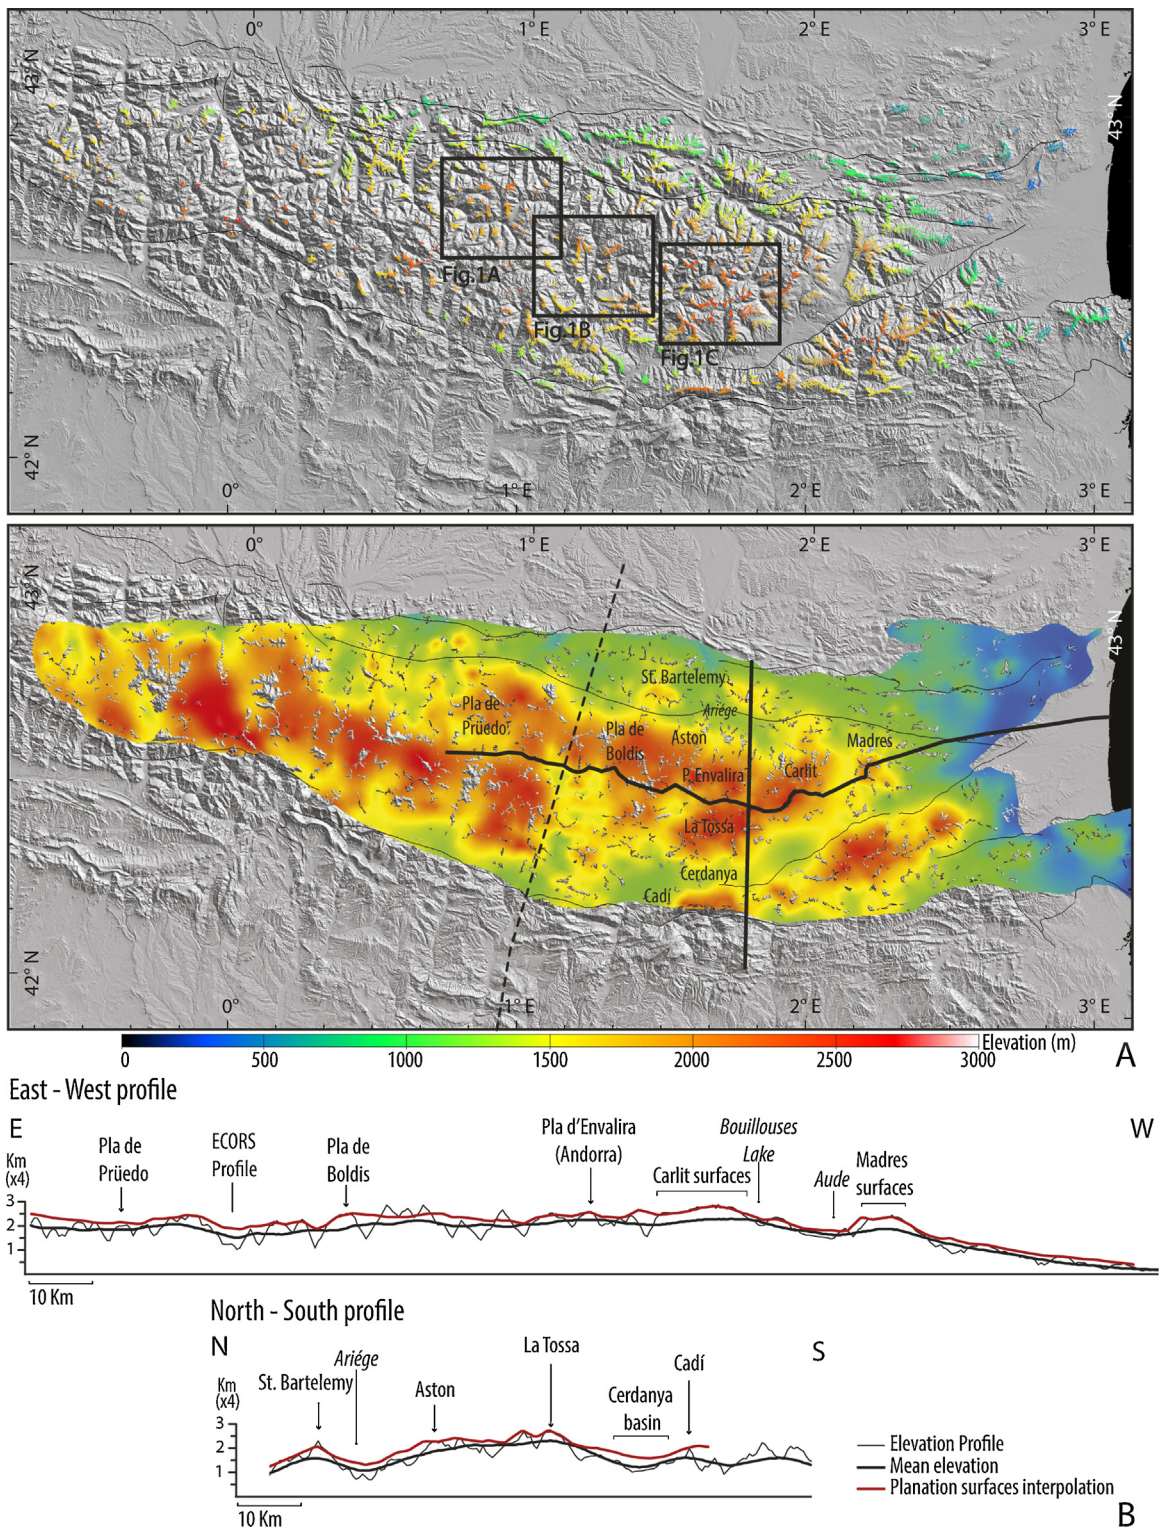 0°
1° E
2° E
3° E
43° N
43° N
Fig.1A
Fig.1B
Fig.1C
42° N
0°
1° E
2° E
3° E
0°
1° E
2° E
3° E
43° N
43° N
St. Bartelemy
Ariége
Pla de
Prüedo
Pla de
Boldis
Aston
Madres
P. Envalira
Carlit
La Tossa
Cerdanya
Cadí
42° N
0°
1° E
2° E
3° E
0
500
1000
1500
2000
2500
3000
Elevation (m)
A
East - West profile
E
W
Km
(x4)
3
2
1
Pla de
Prüedo
ECORS
Profile
Pla de
Boldis
Pla d'Envalira
(Andorra)
Carlit surfaces
Bouillouses
Lake
Aude
Madres
surfaces
10 Km
North - South profile
N
S
Km
(x4)
3
2
1
St. Bartelemy
Ariége
Aston
La Tossa
Cerdanya
basin
Cadí
10 Km
Elevation Profile
Mean elevation
Planation surfaces interpolation
B